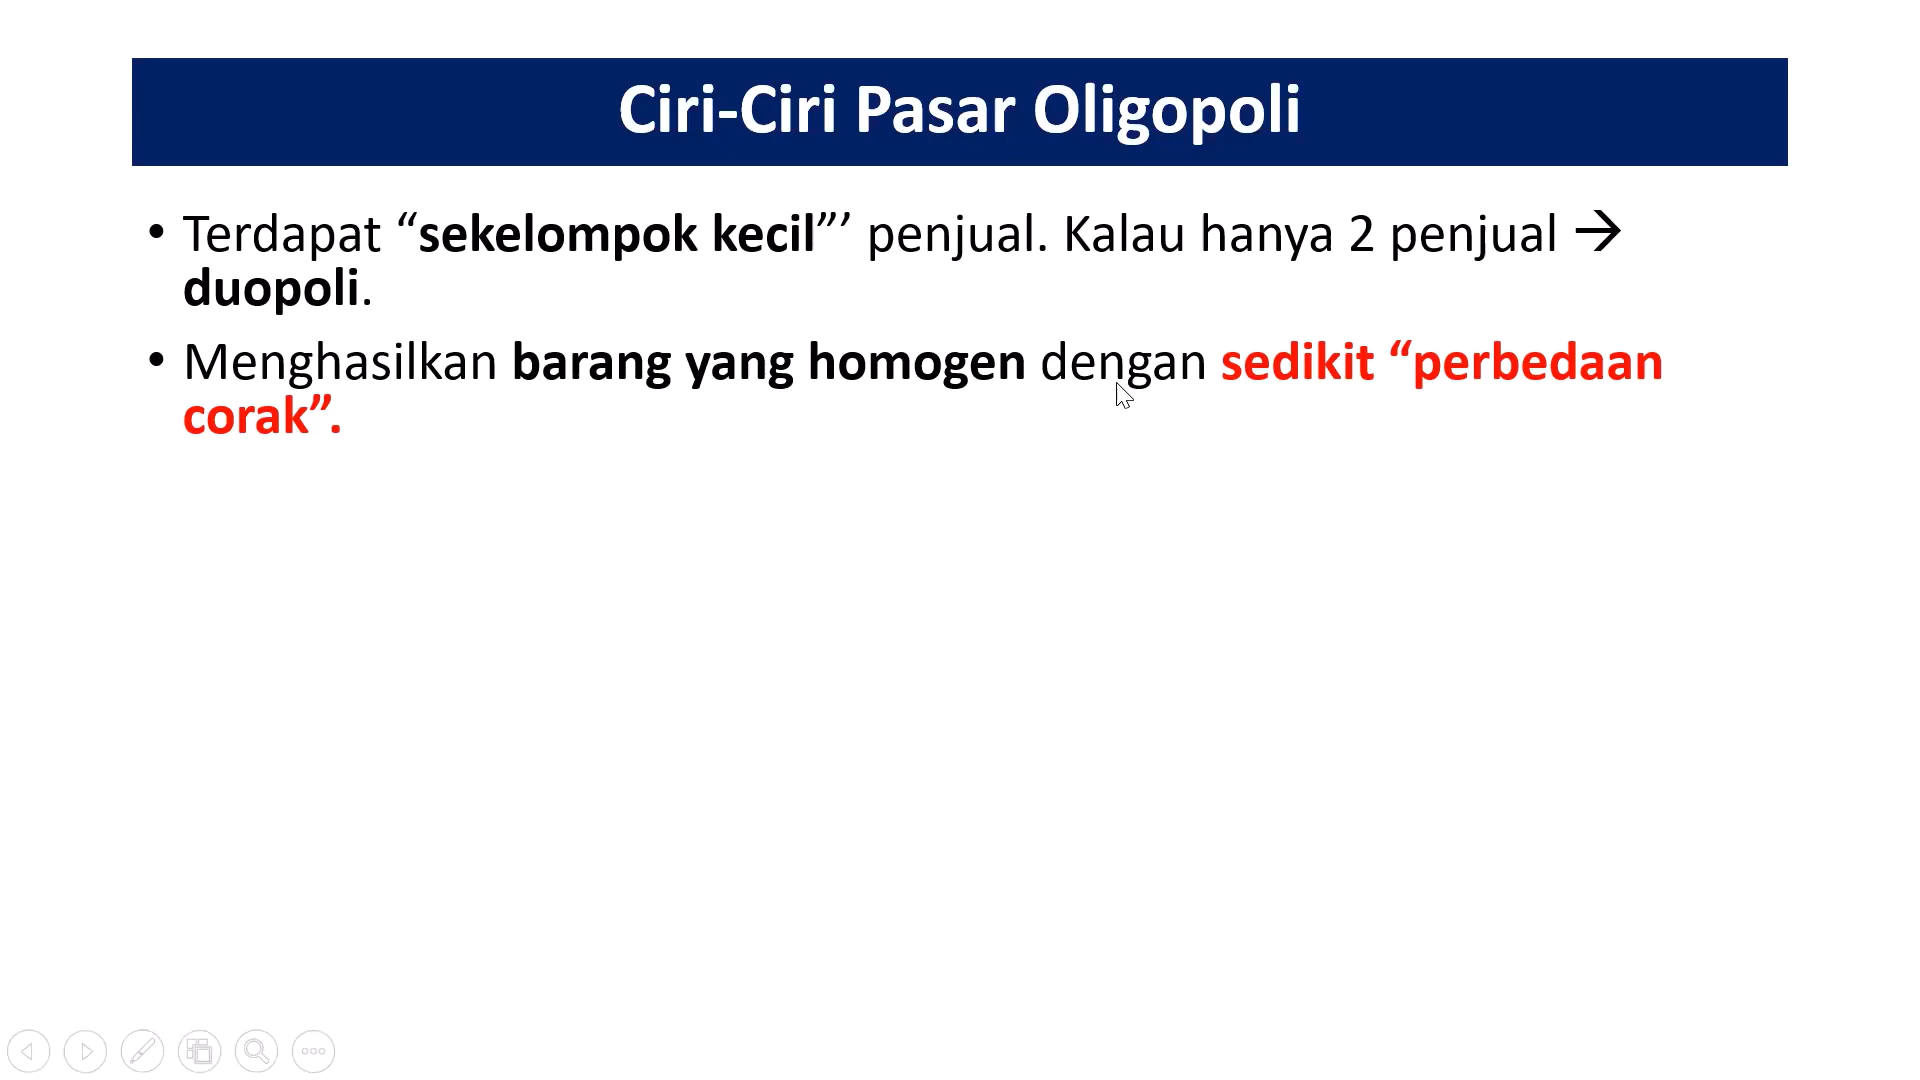 Ciri-Ciri Pasar Oligopoli
• Terdapat “sekelompok kecil”’ penjual. Kalau hanya 2 penjual →
duopoli.
• Menghasilkan barang yang homogen dengan sedikit “perbedaan
corak”.